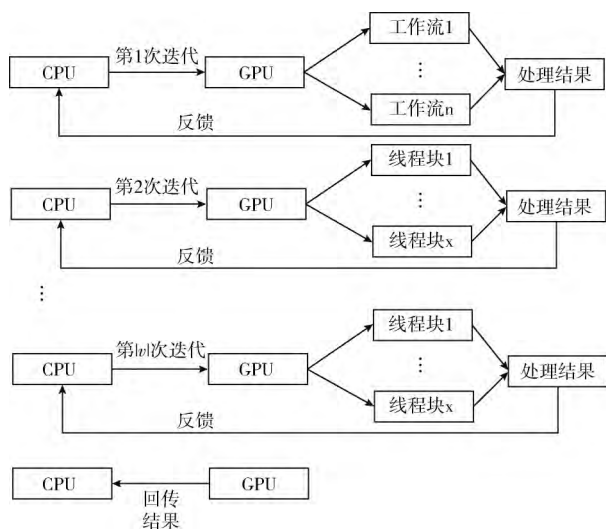 工作流1
第1次迭代
CPU
GPU
⋮
处理结果
工作流n
反馈
线程块1
第2次迭代
CPU
GPU
⋮
处理结果
线程块x
反馈
⋮
线程块1
第|v|次迭代
CPU
GPU
⋮
处理结果
线程块x
反馈
CPU
GPU
回传
结果